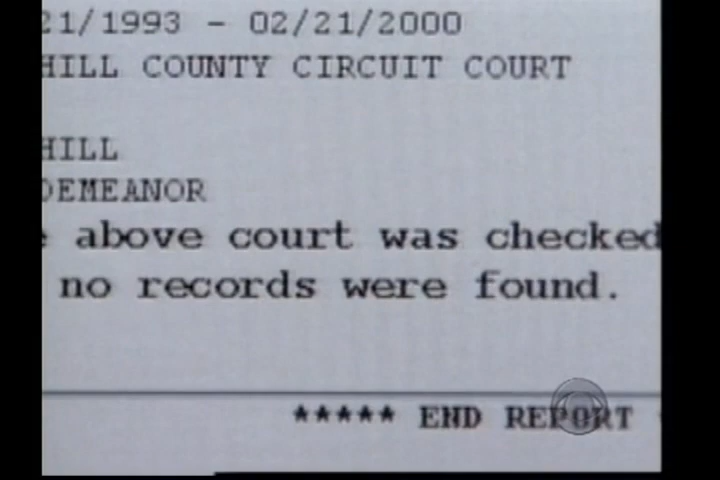 21/1993 - 02/21/2000
HILL COUNTY CIRCUIT COURT
HILL
DEMEANOR
e above court was checked
no records were found.
***** END REPORT